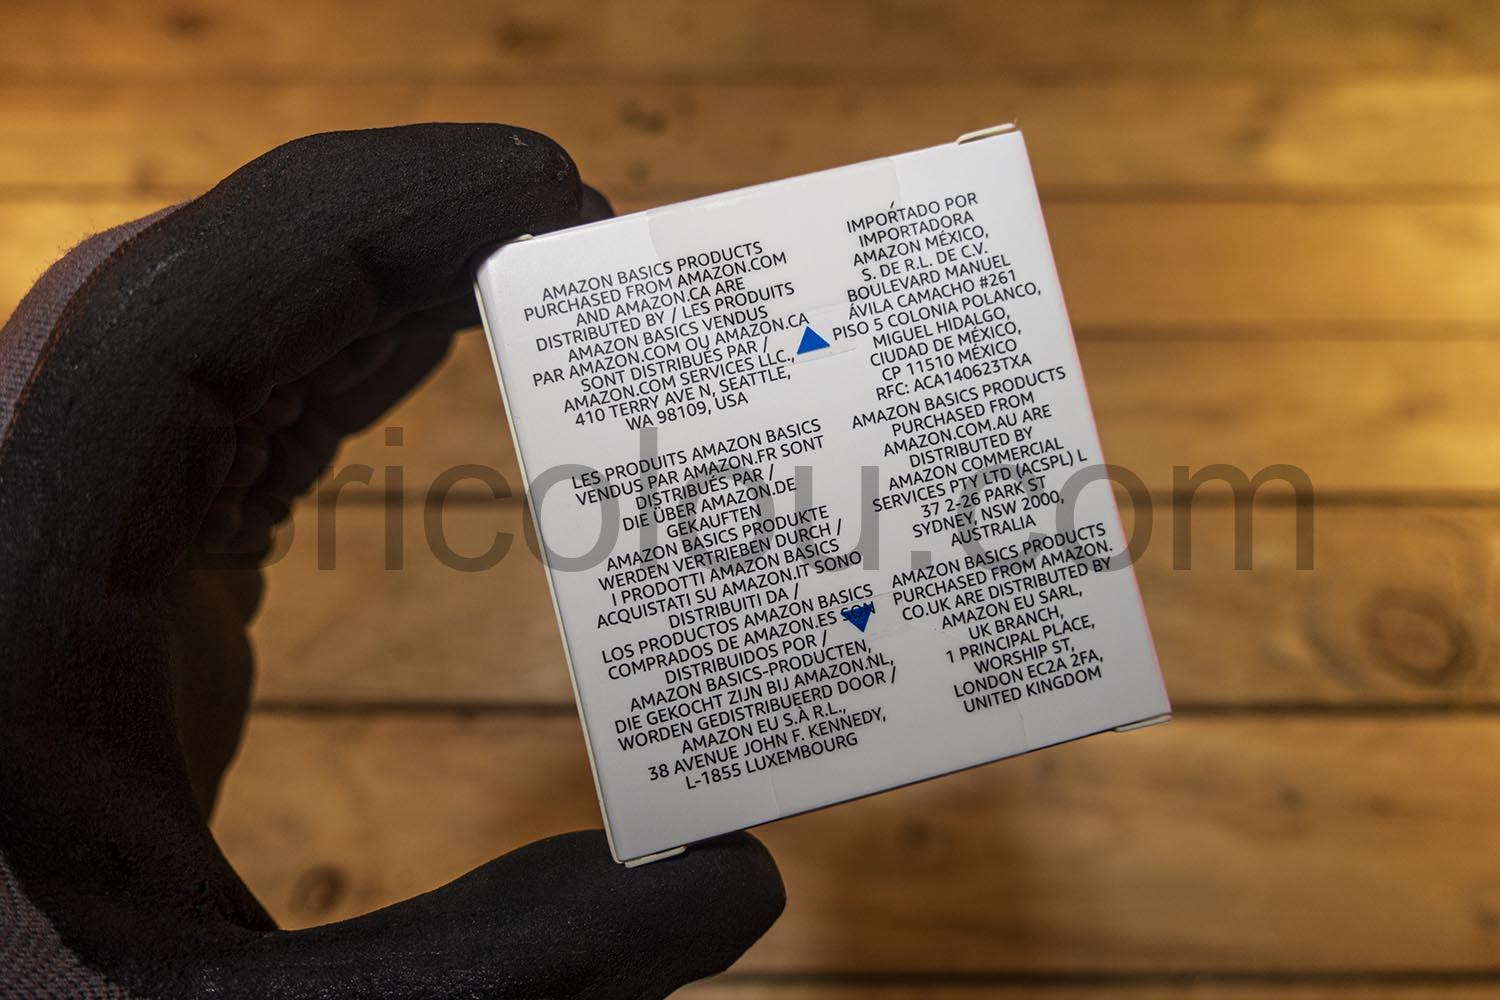 AMAZON BASICS PRODUCTS
PURCHASED FROM AMAZON.COM
AND AMAZON.CA ARE
DISTRIBUTED BY / LES PRODUITS
AMAZON BASICS VENDUS
PAR AMAZON.COM OU AMAZON.CA
SONT DISTRIBUÉS PAR /
AMAZON.COM SERVICES LLC.,
410 TERRY AVE N, SEATTLE,
WA 98109, USA
LES PRODUITS AMAZON BASICS
VENDUS PAR AMAZON.FR SONT
DISTRIBUÉS PAR /
DIE ÜBER AMAZON.DE
GEKAUFTEN
AMAZON BASICS PRODUKTE
WERDEN VERTRIEBEN DURCH /
I PRODOTTI AMAZON BASICS
ACQUISTATI SU AMAZON.IT SONO
DISTRIBUITI DA /
LOS PRODUCTOS AMAZON BASICS
COMPRADOS DE AMAZON.ES SON
DISTRIBUIDOS POR /
AMAZON BASICS-PRODUCTEN,
DIE GEKOCHT ZIJN BIJ AMAZON.NL,
WORDEN GEDISTRIBUEERD DOOR /
AMAZON EU S.À R.L.,
38 AVENUE JOHN F. KENNEDY,
L-1855 LUXEMBOURG
IMPORTADO POR
IMPORTADORA
AMAZON MÉXICO,
S. DE R.L. DE C.V.
BOULEVARD MANUEL
ÁVILA CAMACHO #261
PISO 5 COLONIA POLANCO,
MIGUEL HIDALGO,
CIUDAD DE MÉXICO,
CP 11510 MÉXICO
RFC: ACA140623TXA
AMAZON BASICS PRODUCTS
PURCHASED FROM
AMAZON.COM.AU ARE
DISTRIBUTED BY
AMAZON COMMERCIAL
SERVICES PTY LTD (ACSPL) L
37 2-26 PARK ST
SYDNEY, NSW 2000,
AUSTRALIA
AMAZON BASICS PRODUCTS
PURCHASED FROM AMAZON.
CO.UK ARE DISTRIBUTED BY
AMAZON EU SARL,
UK BRANCH,
1 PRINCIPAL PLACE,
WORSHIP ST,
LONDON EC2A 2FA,
UNITED KINGDOM
Bricolou.com